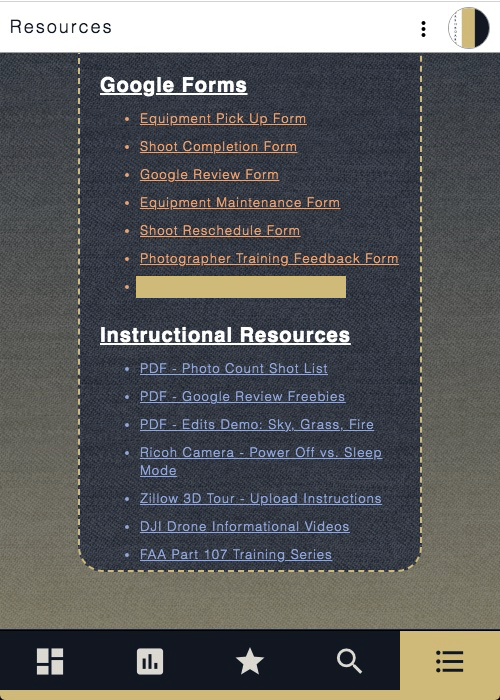 Resources
Google Forms
Equipment Pick Up Form
Shoot Completion Form
Google Review Form
Equipment Maintenance Form
Shoot Reschedule Form
Photographer Training Feedback Form
Instructional Resources
PDF - Photo Count Shot List
PDF - Google Review Freebies
PDF - Edits Demo: Sky, Grass, Fire
Ricoh Camera - Power Off vs. Sleep
Mode
Zillow 3D Tour - Upload Instructions
DJI Drone Informational Videos
FAA Part 107 Training Series